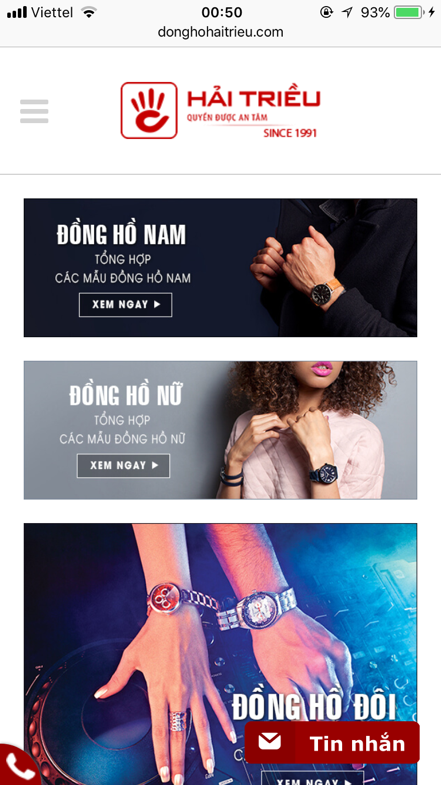 Viettel 00:50 93%
donghohaitrieu.com
HẢI TRIỀU
QUYỀN ĐƯỢC AN TÂM
SINCE 1991
ĐỒNG HỒ NAM
TỔNG HỢP
CÁC MẪU ĐỒNG HỒ NAM
XEM NGAY
ĐỒNG HỒ NỮ
TỔNG HỢP
CÁC MẪU ĐỒNG HỒ NỮ
XEM NGAY
ĐỒNG HỒ ĐÔI
Tin nhắn
XEM NGAY